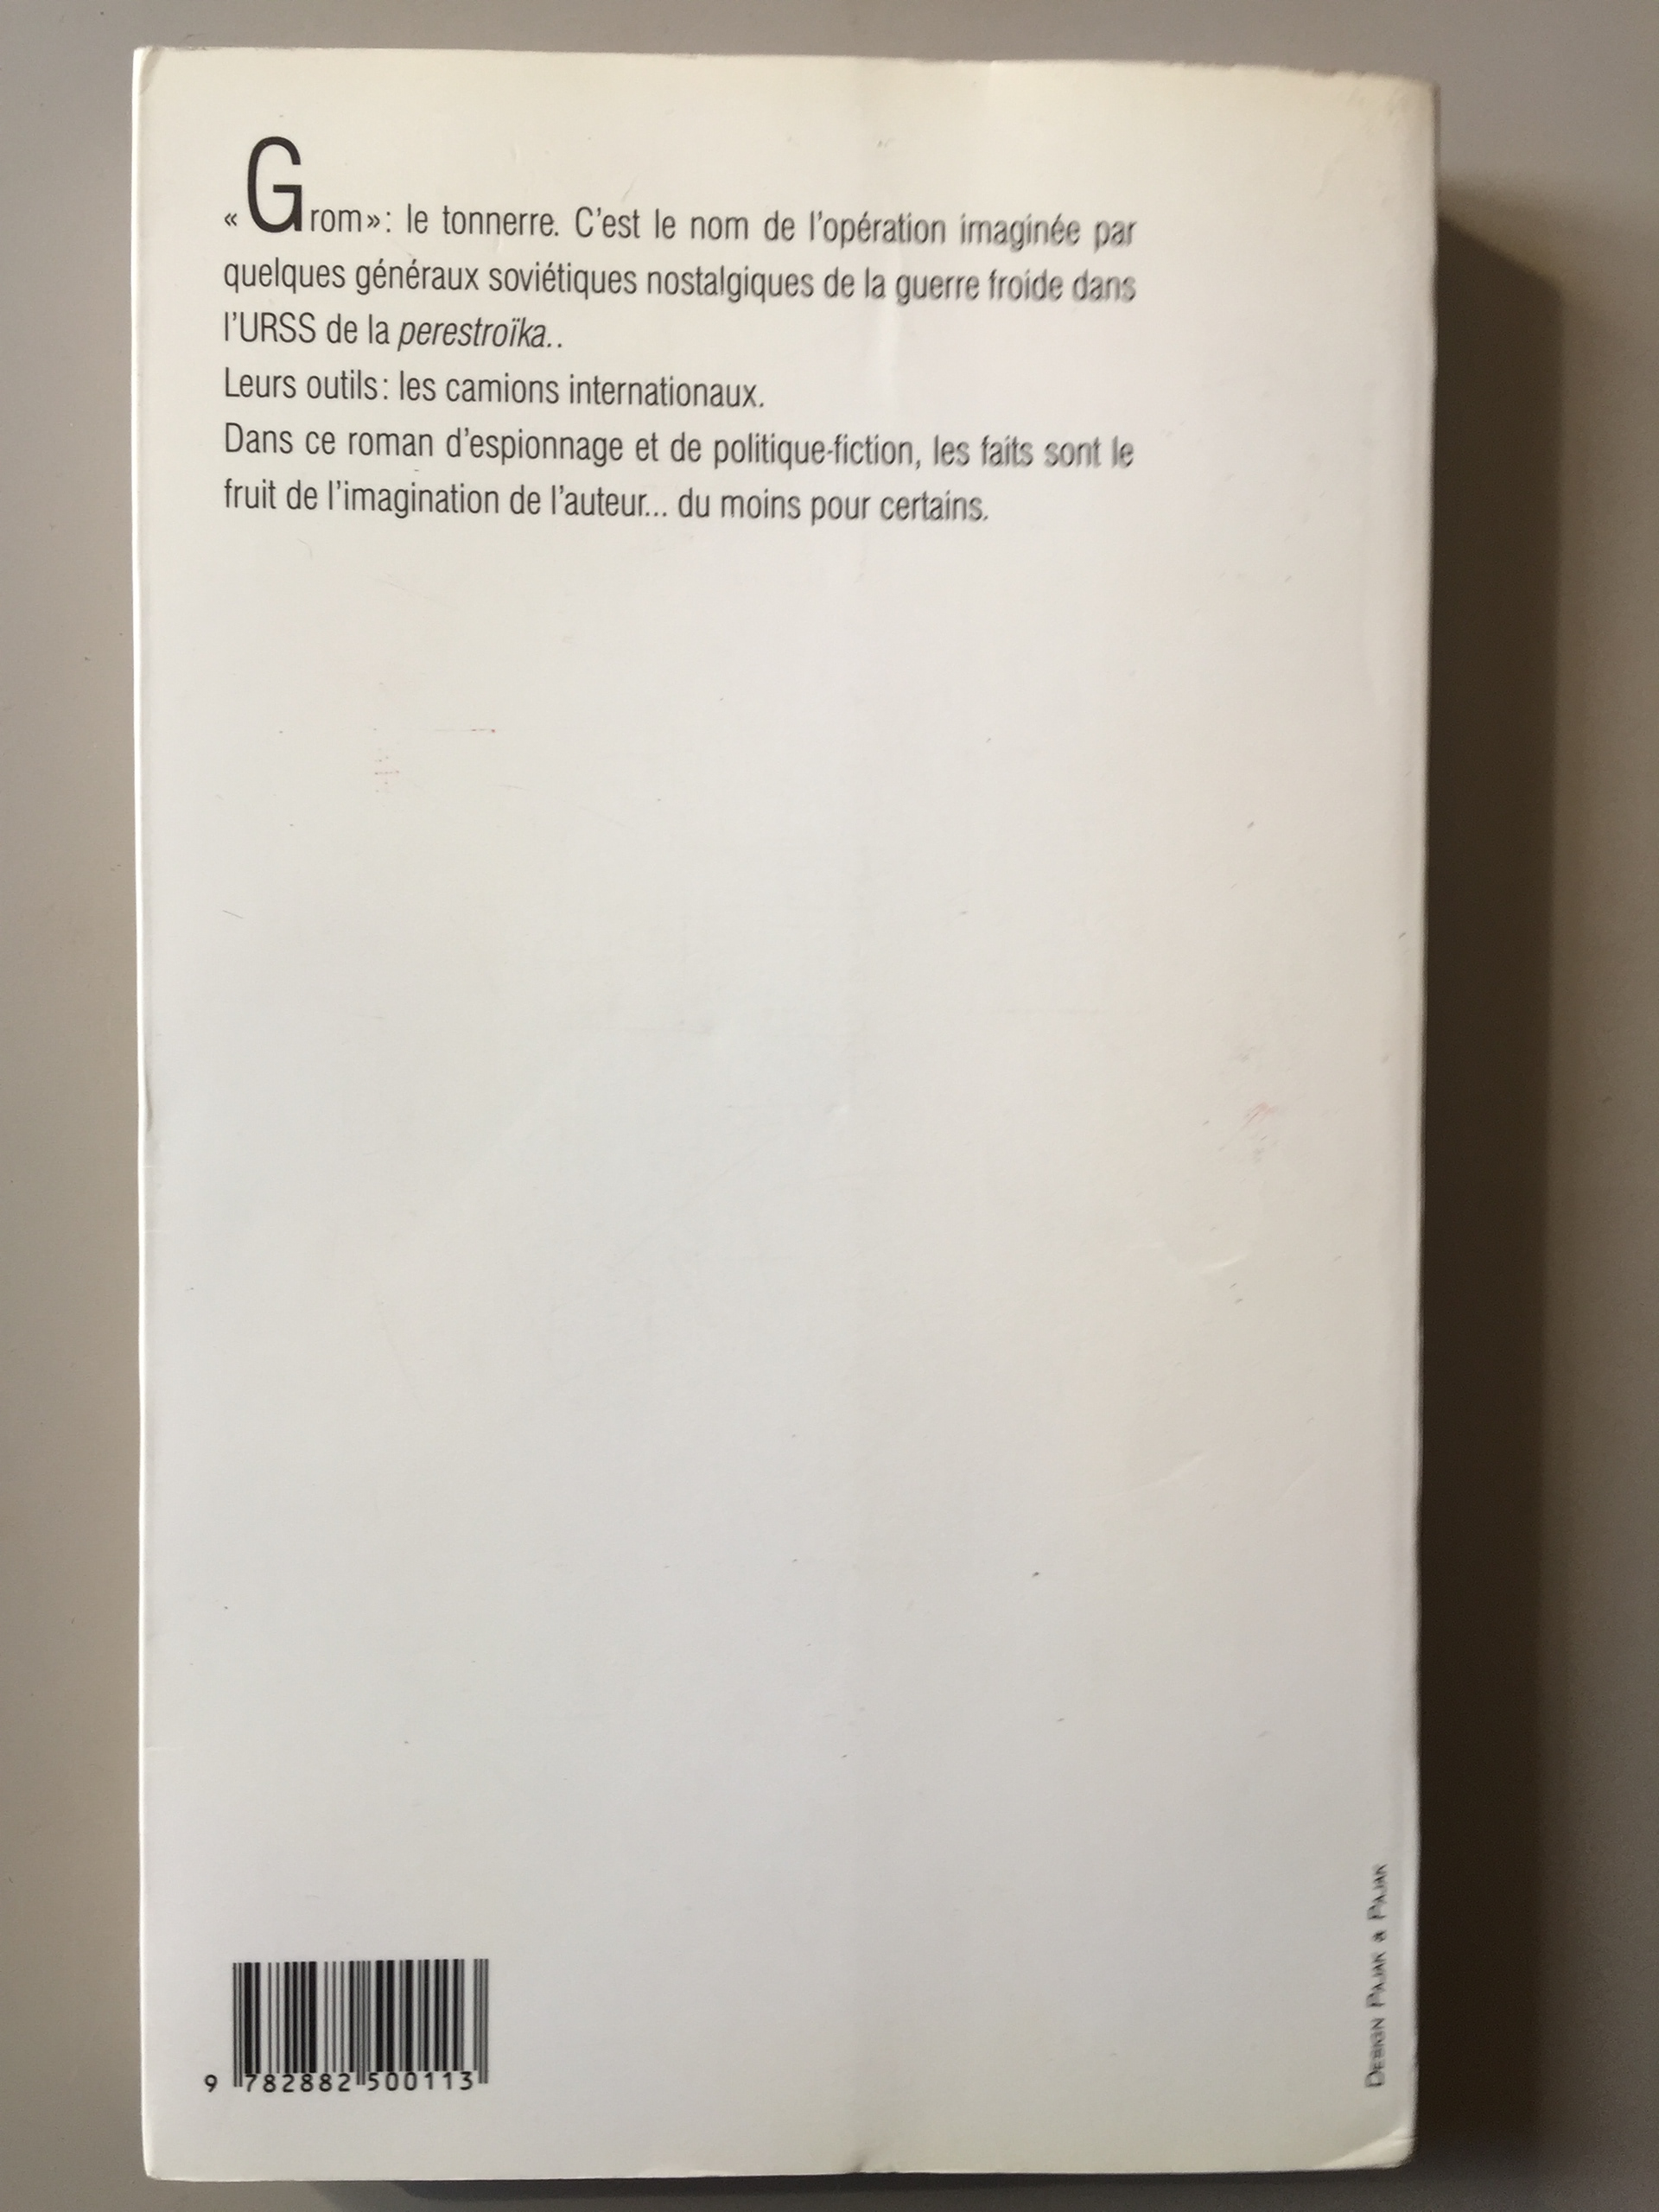 « Grom » : le tonnerre. C'est le nom de l'opération imaginée par
quelques généraux soviétiques nostalgiques de la guerre froide dans
l'URSS de la perestroïka..
Leurs outils : les camions internationaux.
Dans ce roman d'espionnage et de politique-fiction, les faits sont le
fruit de l'imagination de l'auteur... du moins pour certains.
9 782882 500113
DESIGN PAJAK & PAJAK